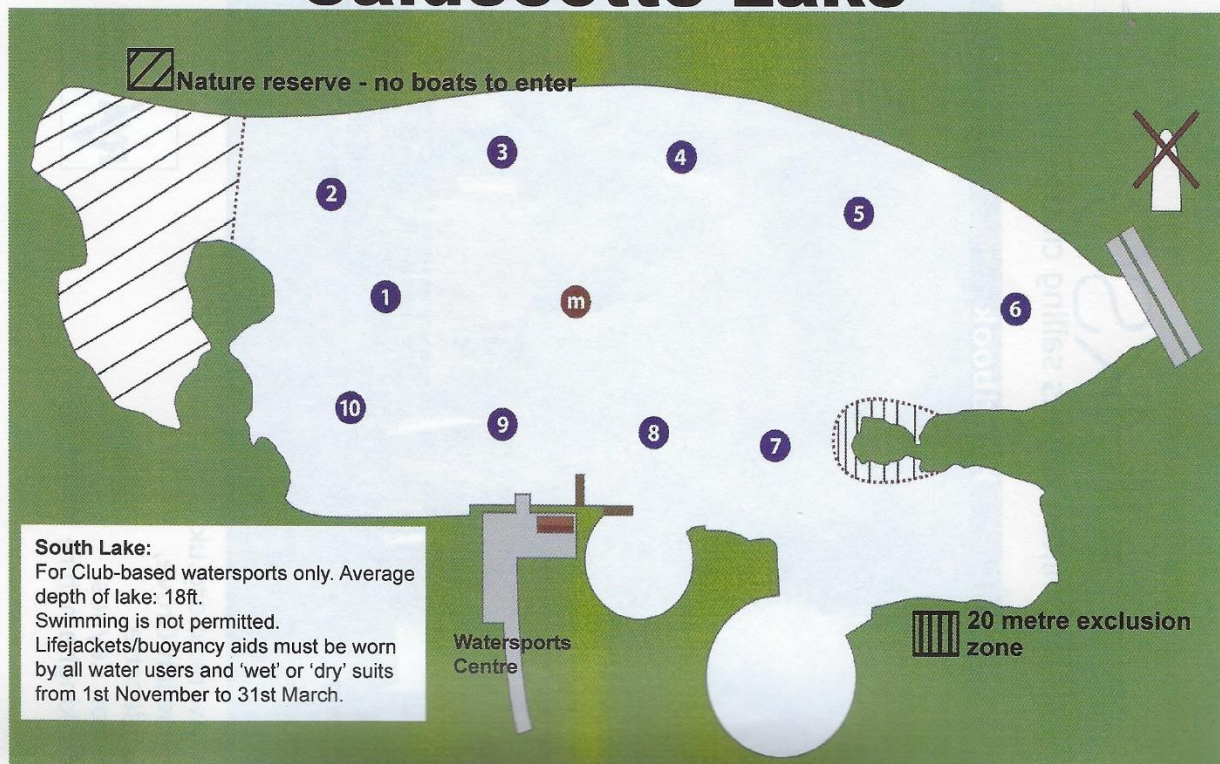 Caldecotte Lake
Nature reserve - no boats to enter
3
4
2
5
1
m
6
10
9
8
7
South Lake:
For Club-based watersports only. Average
depth of lake: 18ft.
Swimming is not permitted.
Lifejackets/buoyancy aids must be worn
by all water users and ‘wet’ or ‘dry’ suits
from 1st November to 31st March.
Watersports
Centre
20 metre exclusion
zone